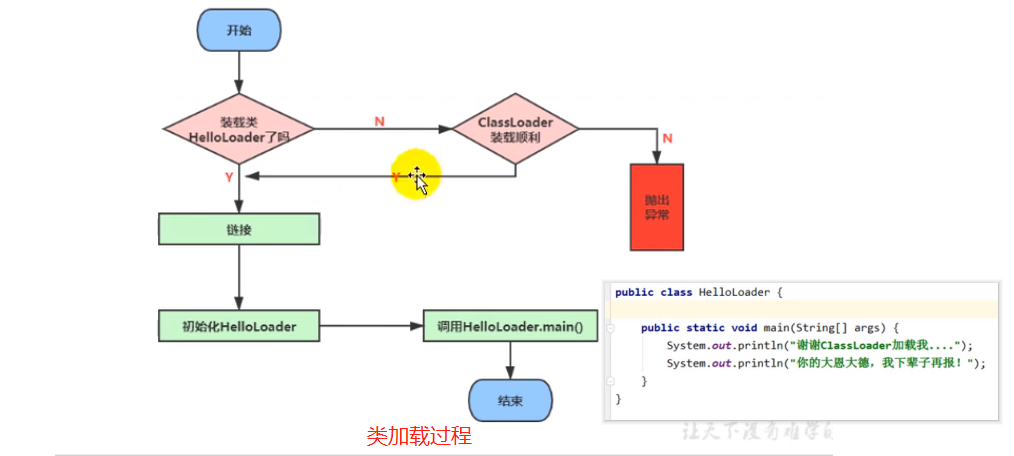 开始
装载类
HelloLoader了吗
N
ClassLoader
装载顺利
N
Y
Y
抛出
异常
链接
初始化HelloLoader
调用HelloLoader.main()
结束
public class HelloLoader {
public static void main(String[] args) {
System.out.println("谢谢ClassLoader加载我....");
System.out.println("你的大恩大德，我下辈子再报！");
}
}
类加载过程
让天下没有难学的